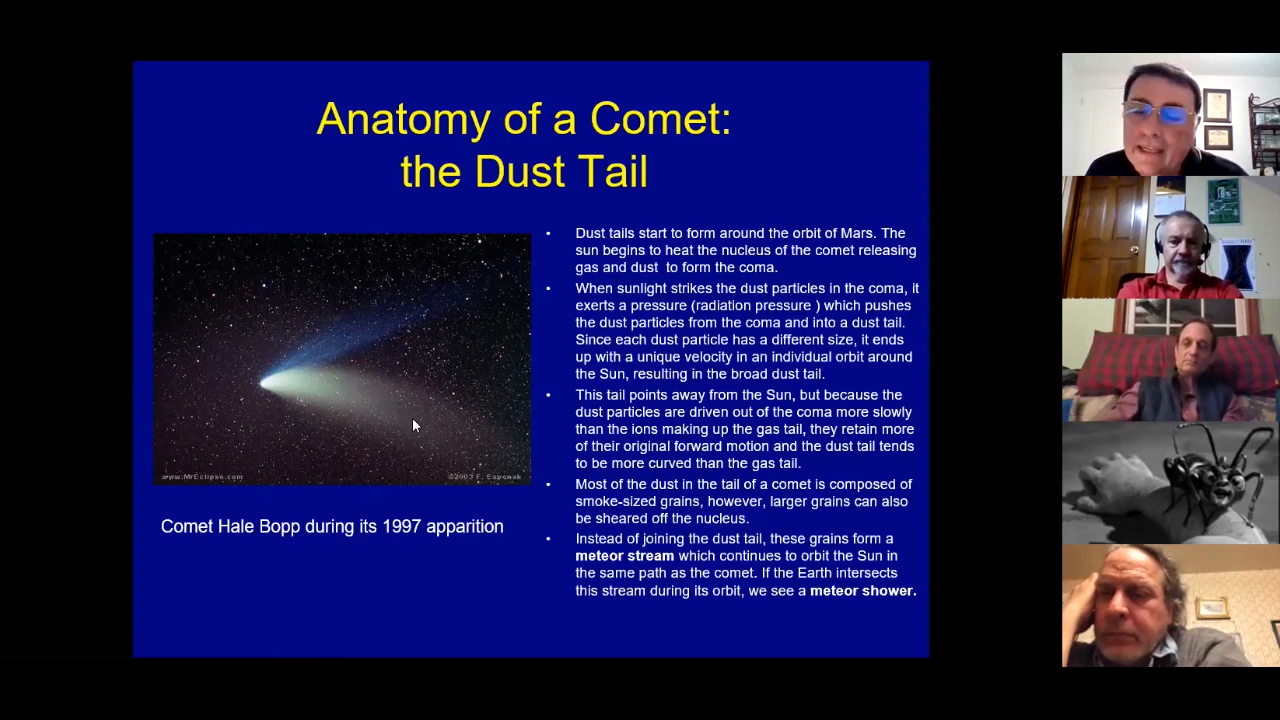 Anatomy of a Comet:
the Dust Tail
www.MrEclipse.com
©2003 F. Espenak
Comet Hale Bopp during its 1997 apparition
• Dust tails start to form around the orbit of Mars. The
sun begins to heat the nucleus of the comet releasing
gas and dust  to form the coma.
• When sunlight strikes the dust particles in the coma, it
exerts a pressure (radiation pressure ) which pushes
the dust particles from the coma and into a dust tail.
Since each dust particle has a different size, it ends
up with a unique velocity in an individual orbit around
the Sun, resulting in the broad dust tail.
• This tail points away from the Sun, but because the
dust particles are driven out of the coma more slowly
than the ions making up the gas tail, they retain more
of their original forward motion and the dust tail tends
to be more curved than the gas tail.
• Most of the dust in the tail of a comet is composed of
smoke-sized grains, however, larger grains can also
be sheared off the nucleus.
• Instead of joining the dust tail, these grains form a
meteor stream which continues to orbit the Sun in
the same path as the comet. If the Earth intersects
this stream during its orbit, we see a meteor shower.